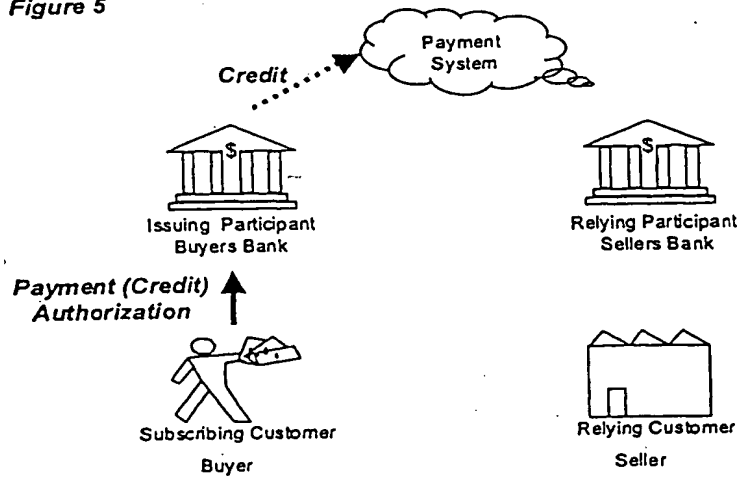 Figure 5
Payment
System
Credit
$
$
Issuing Participant
Buyers Bank
Relying Participant
Sellers Bank
Payment (Credit)
Authorization
Subscribing Customer
Buyer
Relying Customer
Seller